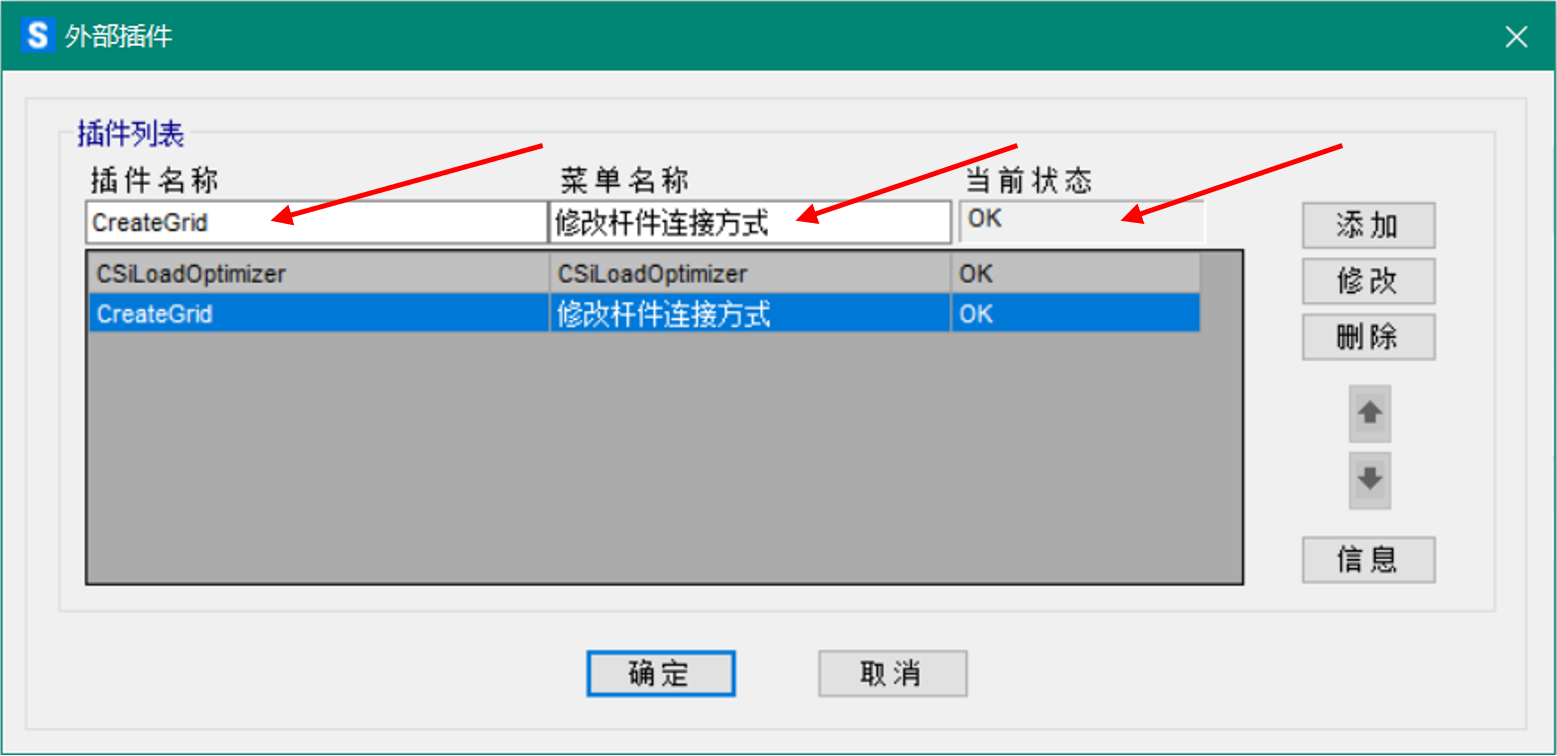 S 外部插件
插件列表
插件名称 菜单名称 当前状态
CreateGrid 修改杆件连接方式 OK
添加
CSiLoadOptimizer CSiLoadOptimizer OK
修改
CreateGrid 修改杆件连接方式 OK
删除
信息
确定 取消